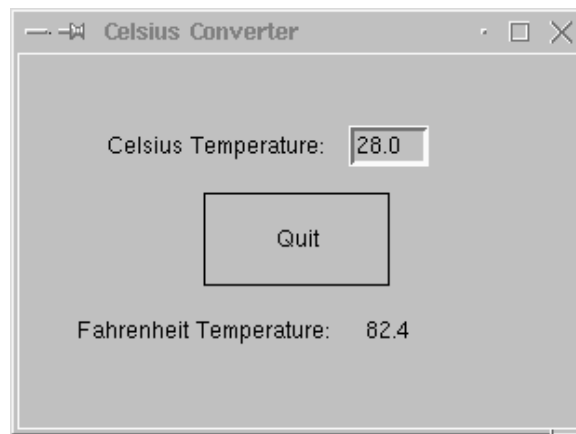 Celsius Converter
Celsius Temperature: 28.0
Quit
Fahrenheit Temperature: 82.4